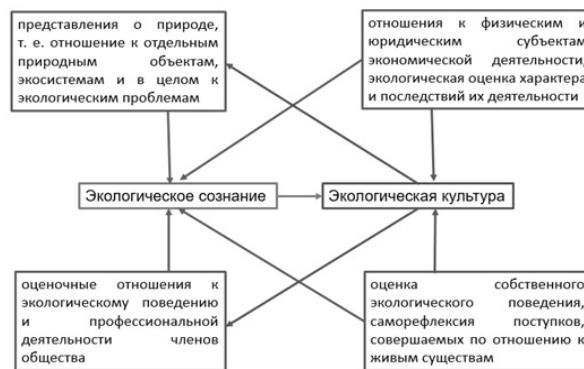 представления о природе,
т. е. отношение к отдельным
природным объектам,
экосистемам и в целом к
экологическим проблемам
отношения к физическим и
юридическим субъектам
экономической деятельности,
экологическая оценка характера
и последствий их деятельности
Экологическое сознание
Экологическая культура
оценочные отношения к
экологическому поведению
и профессиональной
деятельности членов
общества
оценка собственного
экологического поведения,
саморефлексия поступков,
совершаемых по отношению к
живым существам